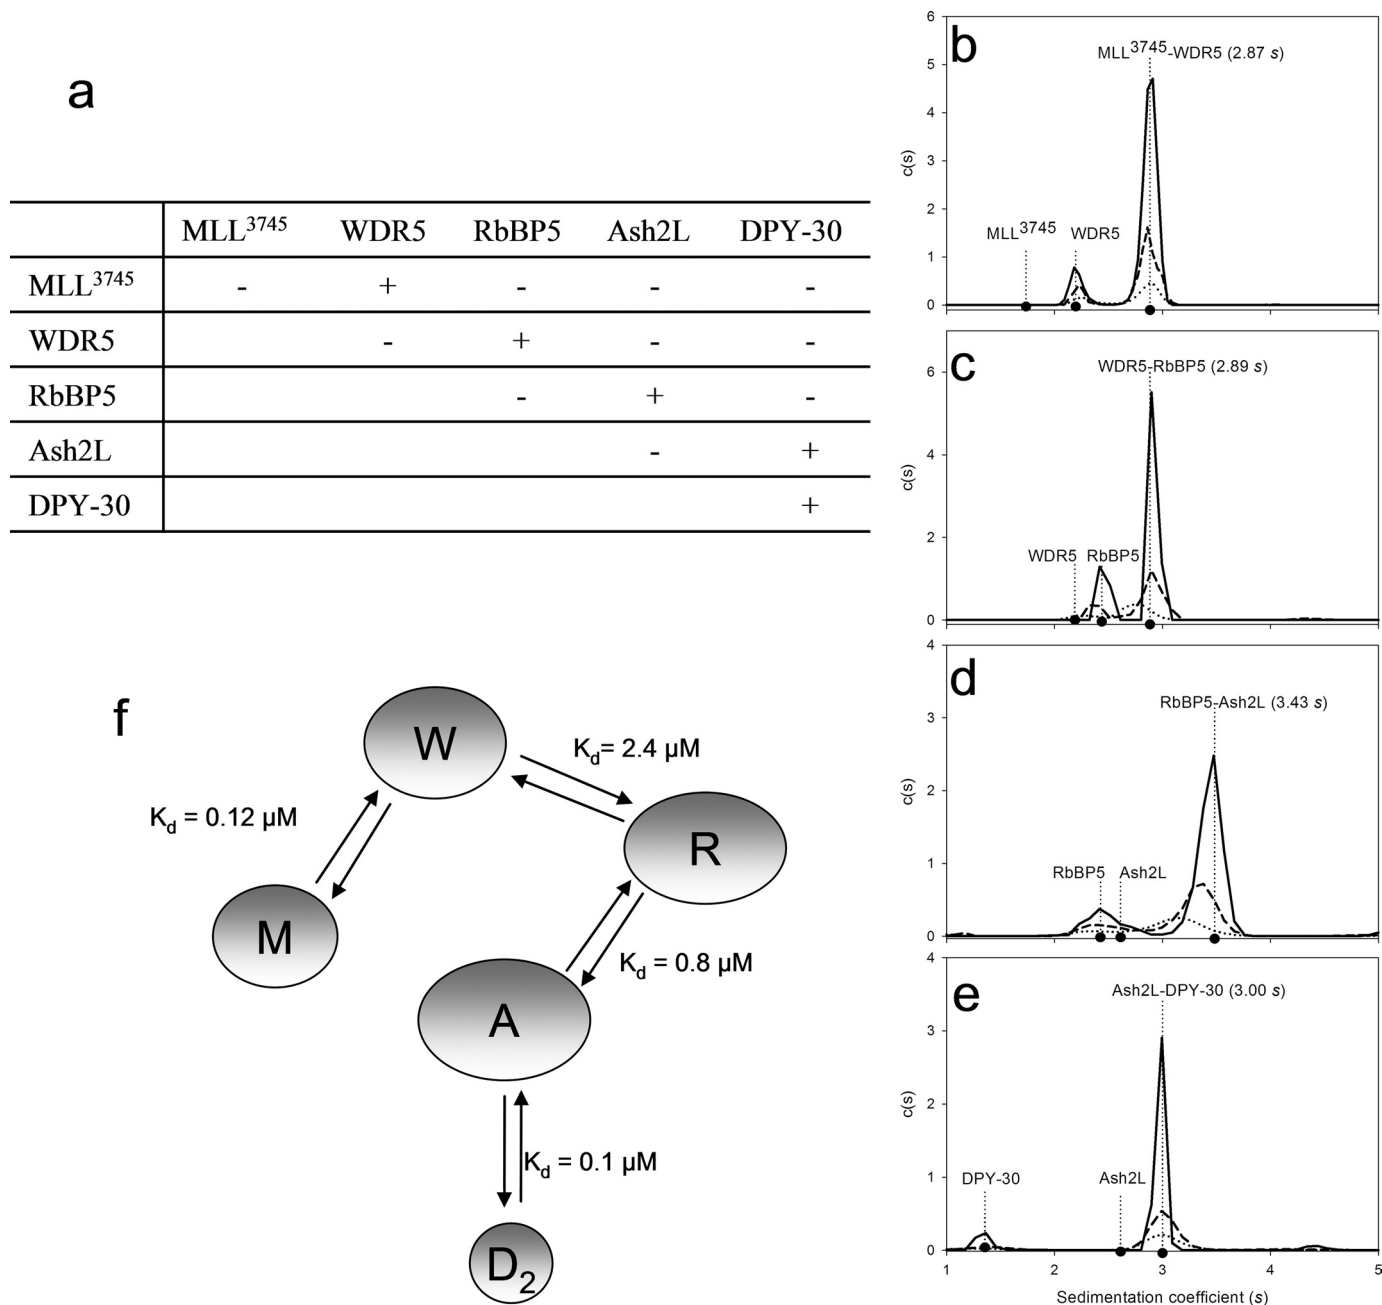 a
MLL3745 WDR5 RbBP5 Ash2L DPY-30
MLL3745 - + - - -
WDR5 - + - -
RbBP5 - + -
Ash2L - +
DPY-30 +
b
6
5
4
3
2
1
0
c(s)
MLL3745-WDR5 (2.87 s)
MLL3745 WDR5
c
6
4
2
0
c(s)
WDR5-RbBP5 (2.89 s)
WDR5 RbBP5
d
4
3
2
1
0
c(s)
RbBP5-Ash2L (3.43 s)
RbBP5 Ash2L
e
4
3
2
1
0
c(s)
Ash2L-DPY-30 (3.00 s)
DPY-30 Ash2L
1 2 3 4 5
Sedimentation coefficient (s)
f
W
Kd= 2.4 µM
Kd = 0.12 µM
R
M
Kd = 0.8 µM
A
Kd = 0.1 µM
D2